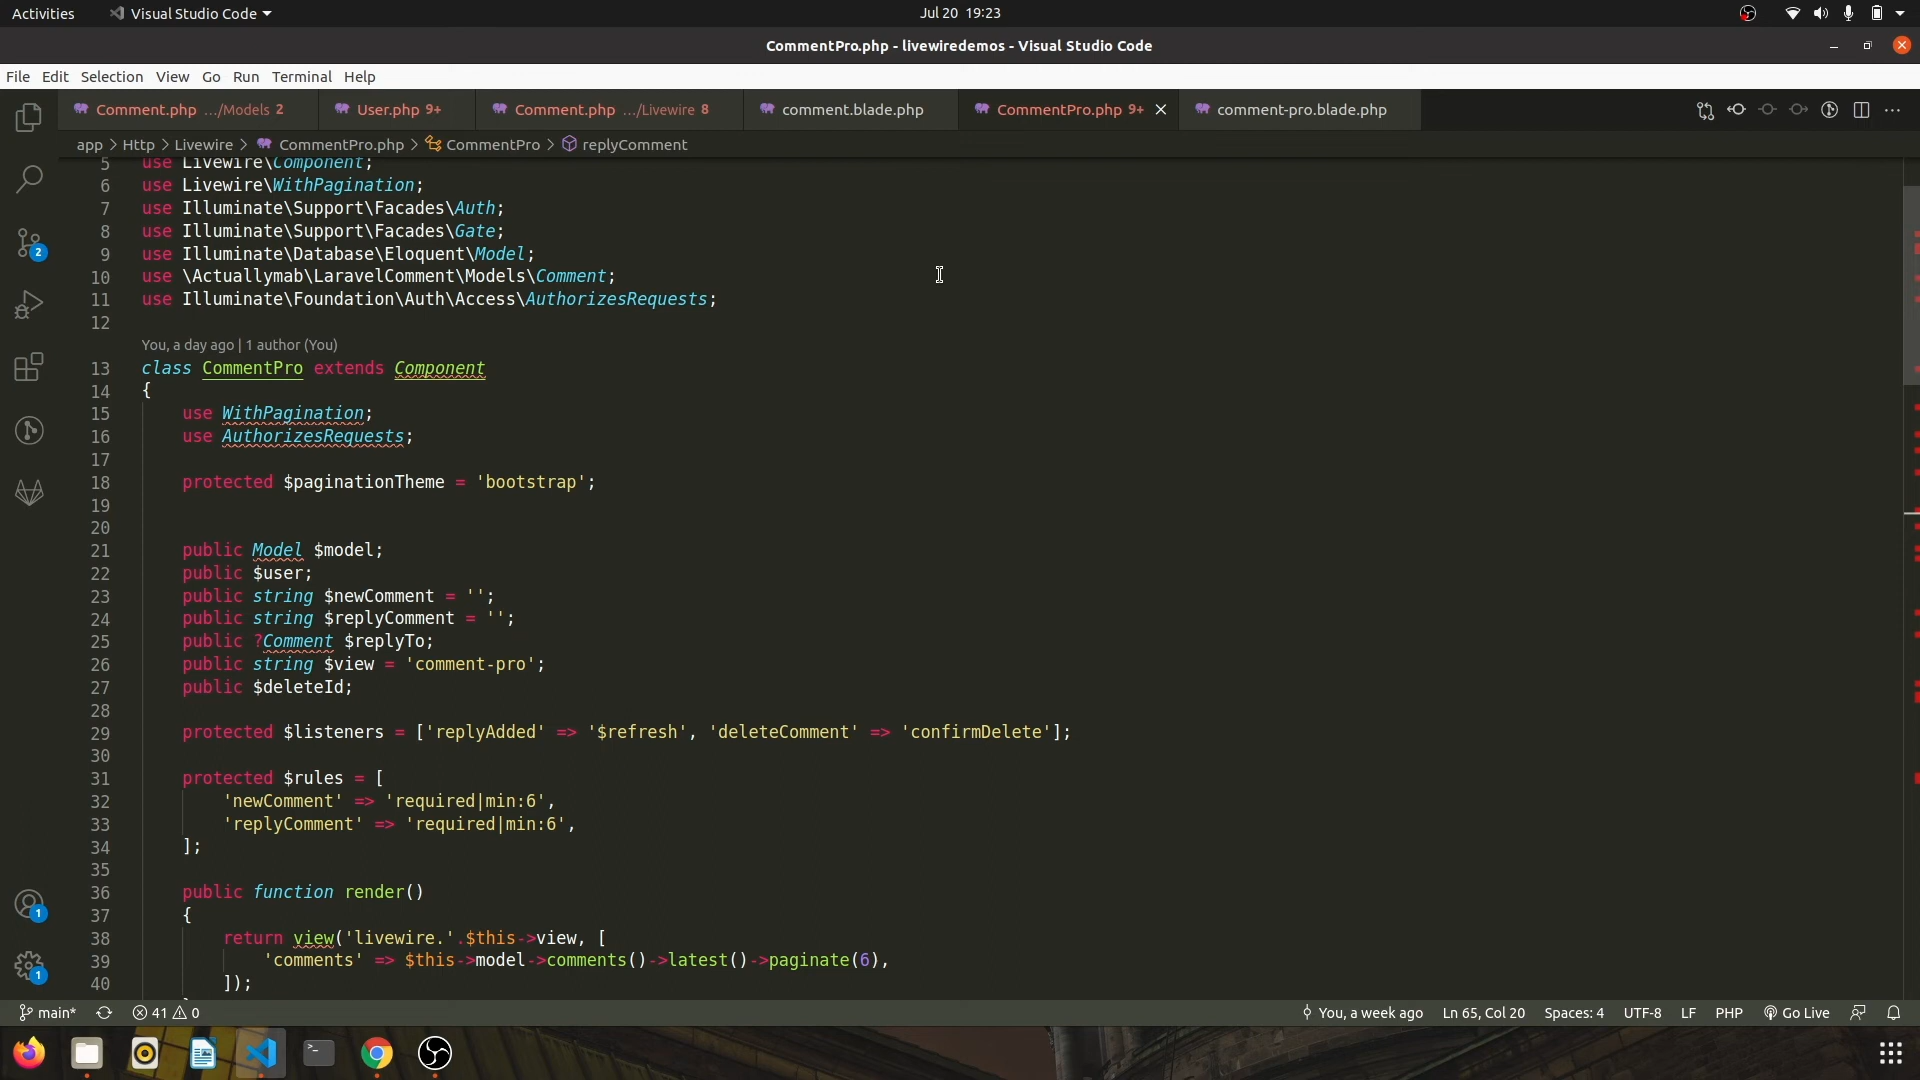 Activities Visual Studio Code Jul 20 19:23
CommentPro.php - livewiredemos - Visual Studio Code
File Edit Selection View Go Run Terminal Help
Comment.php .../Models 2 User.php 9+ Comment.php .../Livewire 8 comment.blade.php CommentPro.php 9+ comment-pro.blade.php
app > Http > Livewire > CommentPro.php > CommentPro > replyComment
5 use Livewire\Component;
6 use Livewire\WithPagination;
7 use Illuminate\Support\Facades\Auth;
8 use Illuminate\Support\Facades\Gate;
9 use Illuminate\Database\Eloquent\Model;
10 use \Actuallymab\LaravelComment\Models\Comment;
11 use Illuminate\Foundation\Auth\Access\AuthorizesRequests;
12
You, a day ago | 1 author (You)
13 class CommentPro extends Component
14 {
15 use WithPagination;
16 use AuthorizesRequests;
17
18 protected $paginationTheme = 'bootstrap';
19
20
21 public Model $model;
22 public $user;
23 public string $newComment = '';
24 public string $replyComment = '';
25 public ?Comment $replyTo;
26 public string $view = 'comment-pro';
27 public $deleteId;
28
29 protected $listeners = ['replyAdded' => '$refresh', 'deleteComment' => 'confirmDelete'];
30
31 protected $rules = [
32 'newComment' => 'required|min:6',
33 'replyComment' => 'required|min:6',
34 ];
35
36 public function render()
37 {
38 return view('livewire.'.$this->view, [
39 'comments' => $this->model->comments()->latest()->paginate(6),
40 ]);
2
1
1
main* 41 0 You, a week ago Ln 65, Col 20 Spaces: 4 UTF-8 LF PHP Go Live